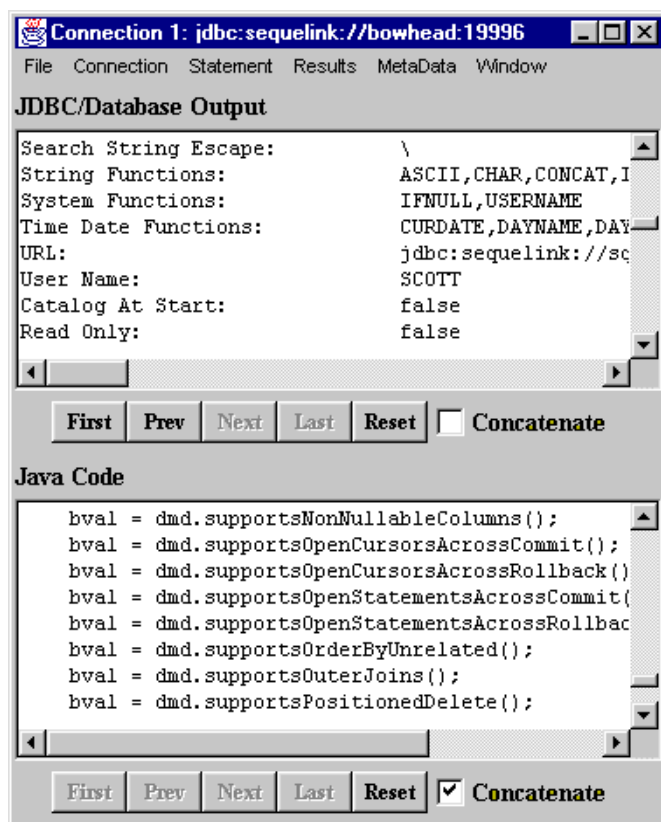 Connection 1: jdbc:sequelink://bowhead:19996
File Connection Statement Results MetaData Window
JDBC/Database Output
Search String Escape: \
String Functions: ASCII,CHAR,CONCAT,I
System Functions: IFNULL,USERNAME
Time Date Functions: CURDATE,DAYNAME,DAY
URL: jdbc:sequelink://sq
User Name: SCOTT
Catalog At Start: false
Read Only: false
First Prev Next Last Reset Concatenate
Java Code
bval = dmd.supportsNonNullableColumns();
bval = dmd.supportsOpenCursorsAcrossCommit();
bval = dmd.supportsOpenCursorsAcrossRollback()
bval = dmd.supportsOpenStatementsAcrossCommit(
bval = dmd.supportsOpenStatementsAcrossRollbac
bval = dmd.supportsOrderByUnrelated();
bval = dmd.supportsOuterJoins();
bval = dmd.supportsPositionedDelete();
First Prev Next Last Reset Concatenate